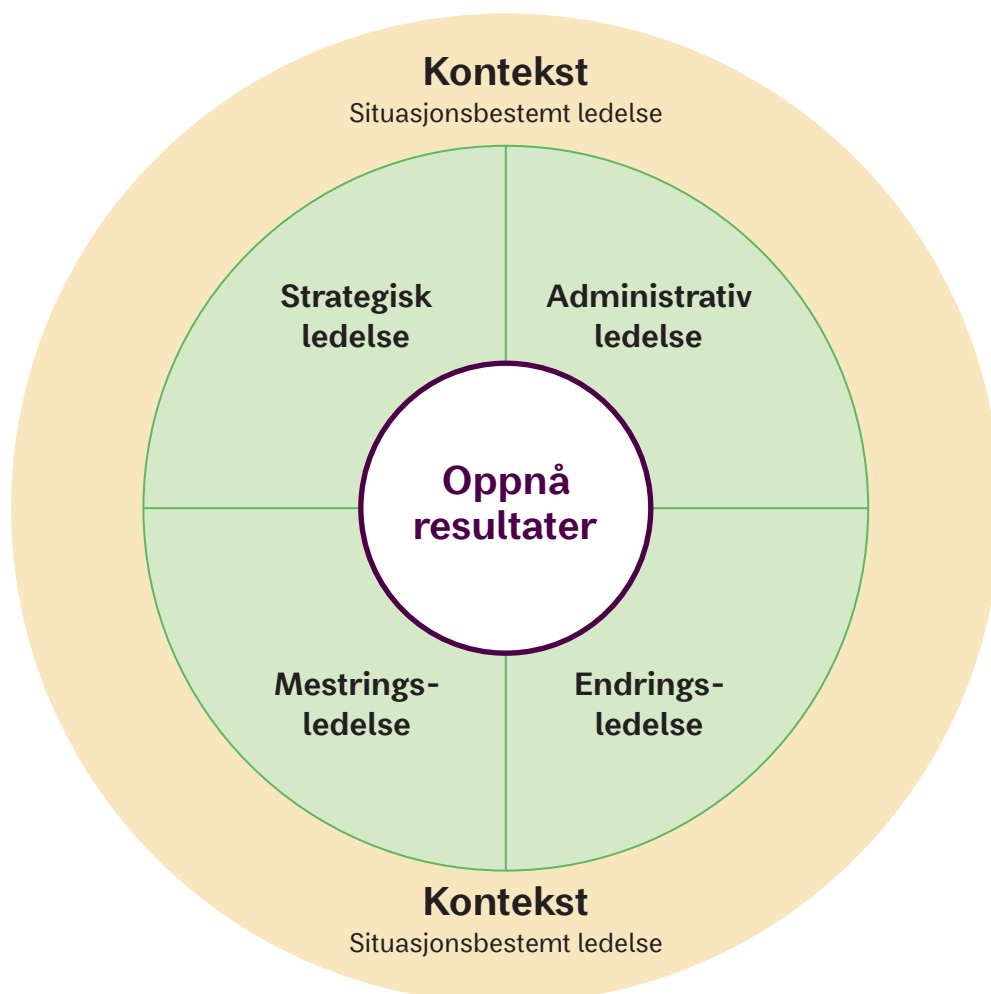 Kontekst
Situasjonsbestemt ledelse
Strategisk
ledelse
Administrativ
ledelse
Oppnå
resultater
Mestrings-
ledelse
Endrings-
ledelse
Kontekst
Situasjonsbestemt ledelse